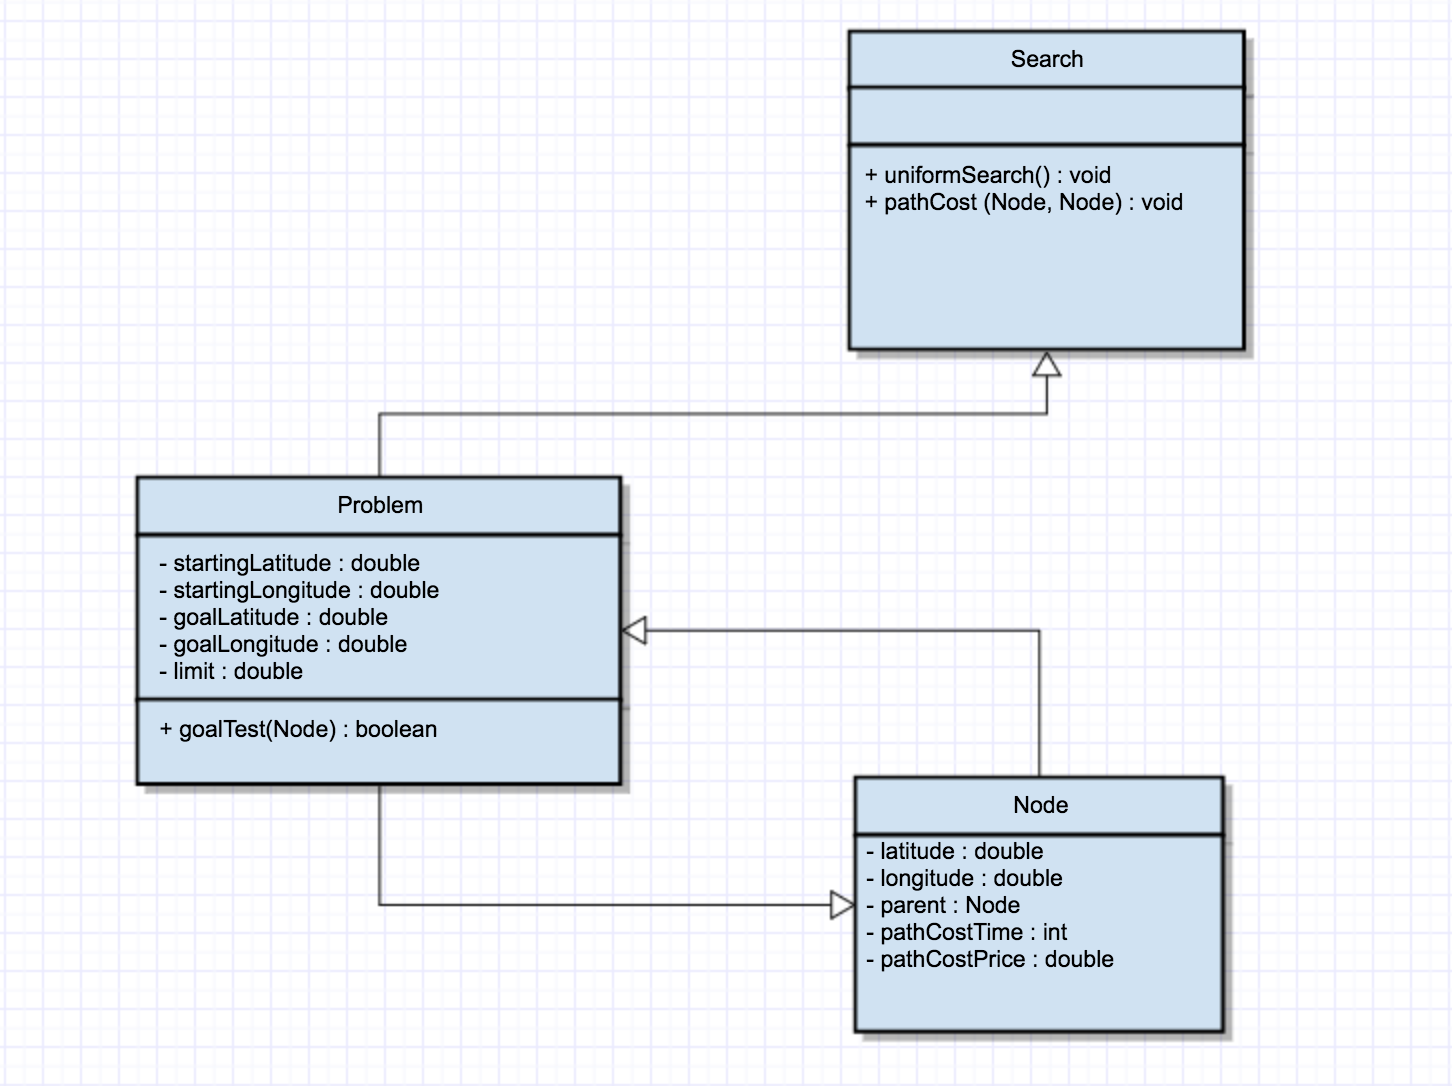 Search
+ uniformSearch() : void
+ pathCost (Node, Node) : void
Problem
- startingLatitude : double
- startingLongitude : double
- goalLatitude : double
- goalLongitude : double
- limit : double
+ goalTest(Node) : boolean
Node
- latitude : double
- longitude : double
- parent : Node
- pathCostTime : int
- pathCostPrice : double